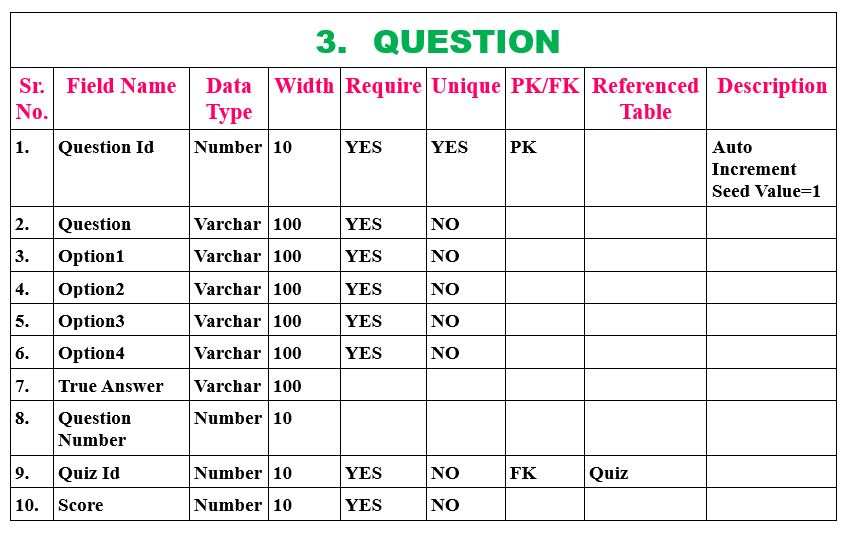 3. QUESTION
Sr. No. Field Name Data Type Width Require Unique PK/FK Referenced Table Description
1. Question Id Number 10 YES YES PK Auto Increment Seed Value=1
2. Question Varchar 100 YES NO
3. Option1 Varchar 100 YES NO
4. Option2 Varchar 100 YES NO
5. Option3 Varchar 100 YES NO
6. Option4 Varchar 100 YES NO
7. True Answer Varchar 100
8. Question Number Number 10
9. Quiz Id Number 10 YES NO FK Quiz
10. Score Number 10 YES NO